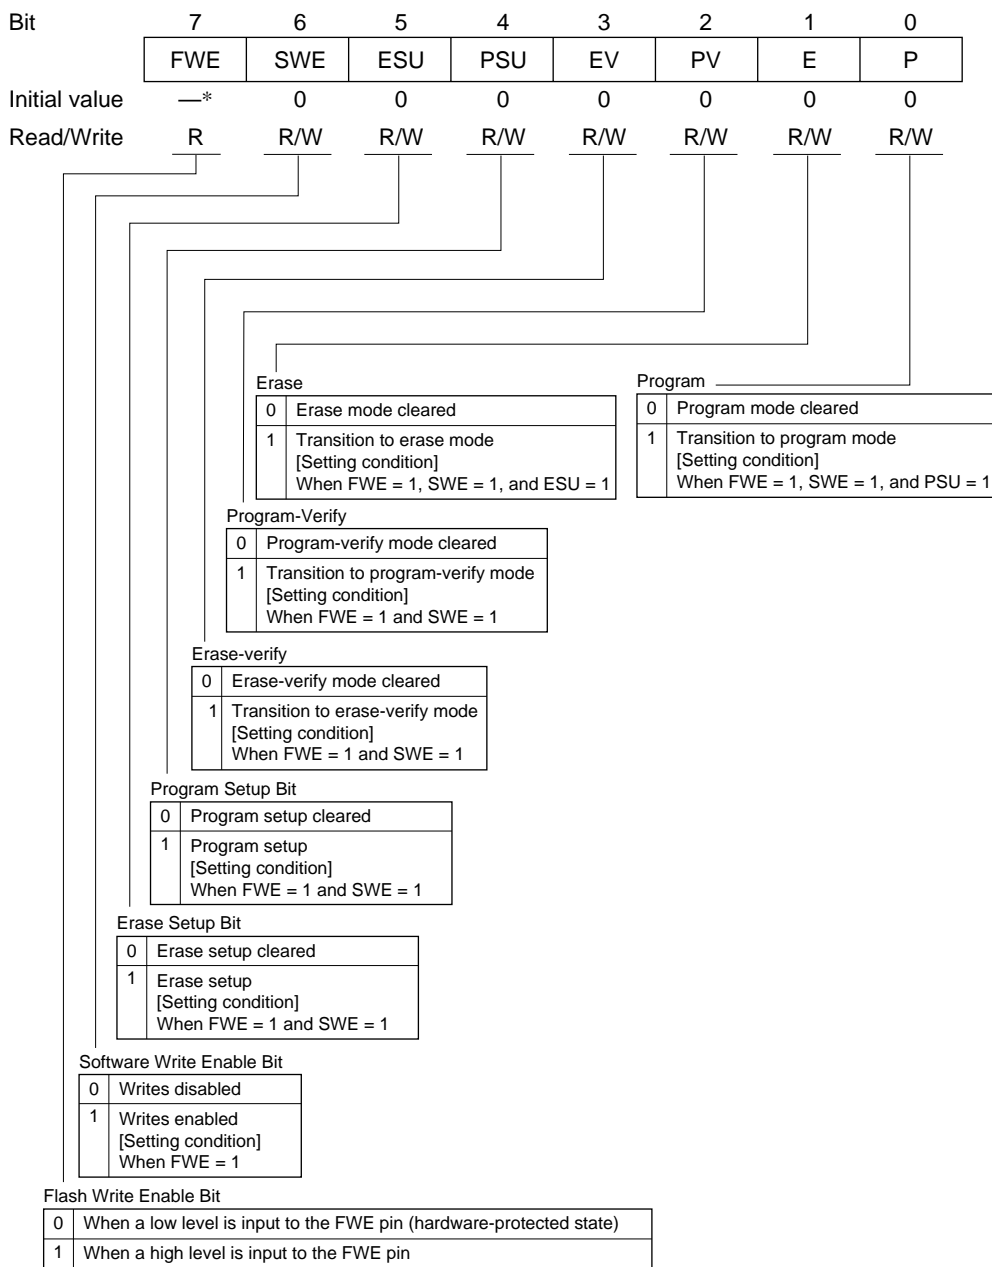 Bit 7 6 5 4 3 2 1 0
FWE SWE ESU PSU EV PV E P
Initial value —* 0 0 0 0 0 0 0
Read/Write R R/W R/W R/W R/W R/W R/W R/W
Erase
0 Erase mode cleared
1 Transition to erase mode
[Setting condition]
When FWE = 1, SWE = 1, and ESU = 1
Program
0 Program mode cleared
1 Transition to program mode
[Setting condition]
When FWE = 1, SWE = 1, and PSU = 1
Program-Verify
0 Program-verify mode cleared
1 Transition to program-verify mode
[Setting condition]
When FWE = 1 and SWE = 1
Erase-verify
0 Erase-verify mode cleared
1 Transition to erase-verify mode
[Setting condition]
When FWE = 1 and SWE = 1
Program Setup Bit
0 Program setup cleared
1 Program setup
[Setting condition]
When FWE = 1 and SWE = 1
Erase Setup Bit
0 Erase setup cleared
1 Erase setup
[Setting condition]
When FWE = 1 and SWE = 1
Software Write Enable Bit
0 Writes disabled
1 Writes enabled
[Setting condition]
When FWE = 1
Flash Write Enable Bit
0 When a low level is input to the FWE pin (hardware-protected state)
1 When a high level is input to the FWE pin